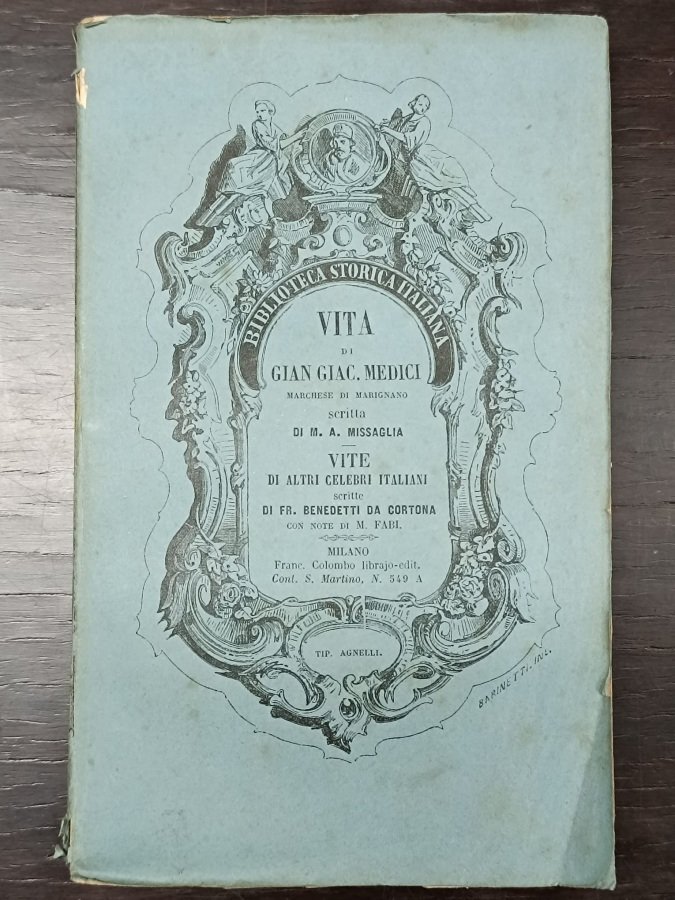 BIBLIOTECA STORICA ITALIANA
VITA
DI
GIAN GIAC. MEDICI
MARCHESE DI MARIGNANO
scritta
DI M. A. MISSAGLIA
VITE
DI ALTRI CELEBRI ITALIANI
scritte
DI FR. BENEDETTI DA CORTONA
CON NOTE DI M. FABI.
MILANO
Franc. Colombo librajo-edit.
Cont. S. Martino, N. 549 A
TIP. AGNELLI.
BARINETTI. INC.